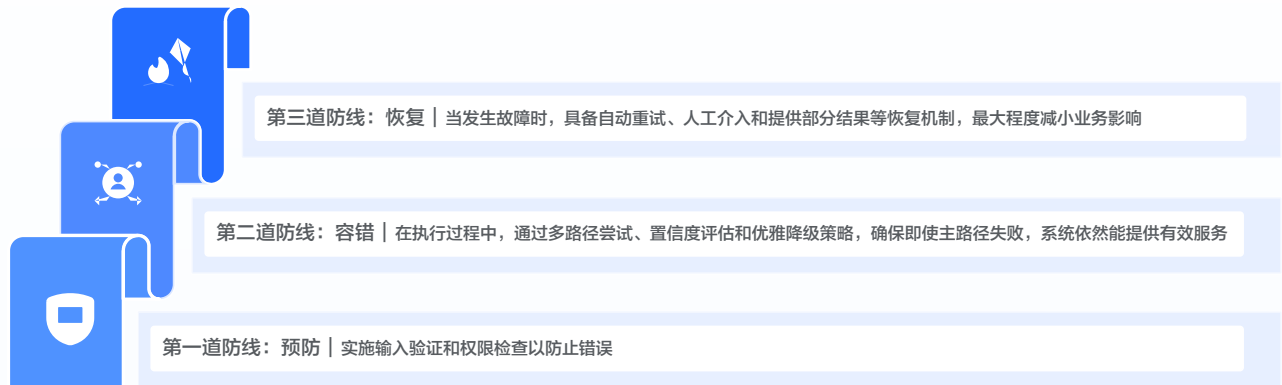 第三道防线：恢复｜当发生故障时，具备自动重试、人工介入和提供部分结果等恢复机制，最大程度减小业务影响
第二道防线：容错｜在执行过程中，通过多路径尝试、置信度评估和优雅降级策略，确保即使主路径失败，系统依然能提供有效服务
第一道防线：预防｜实施输入验证和权限检查以防止错误